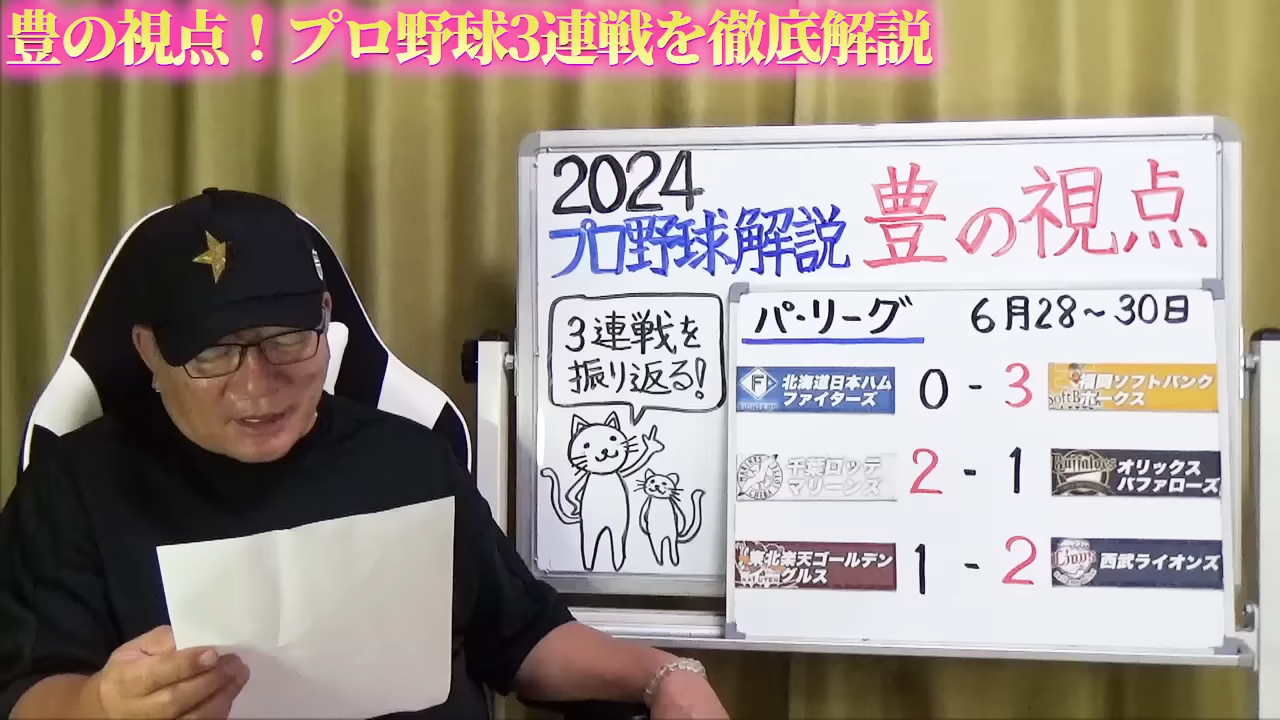 豊の視点！プロ野球3連戦を徹底解説
2024
プロ野球解説 豊の視点
3連戦を
振り返る!
パ・リーグ 6月28~30日
北海道日本ハム
ファイターズ
0 - 3
福岡ソフトバンク
ホークス
千葉ロッテ
マリーンズ
2 - 1
Buffaloes
オリックス
バファローズ
東北楽天ゴールデン
グルス
1 - 2
Lions
西武ライオンズ